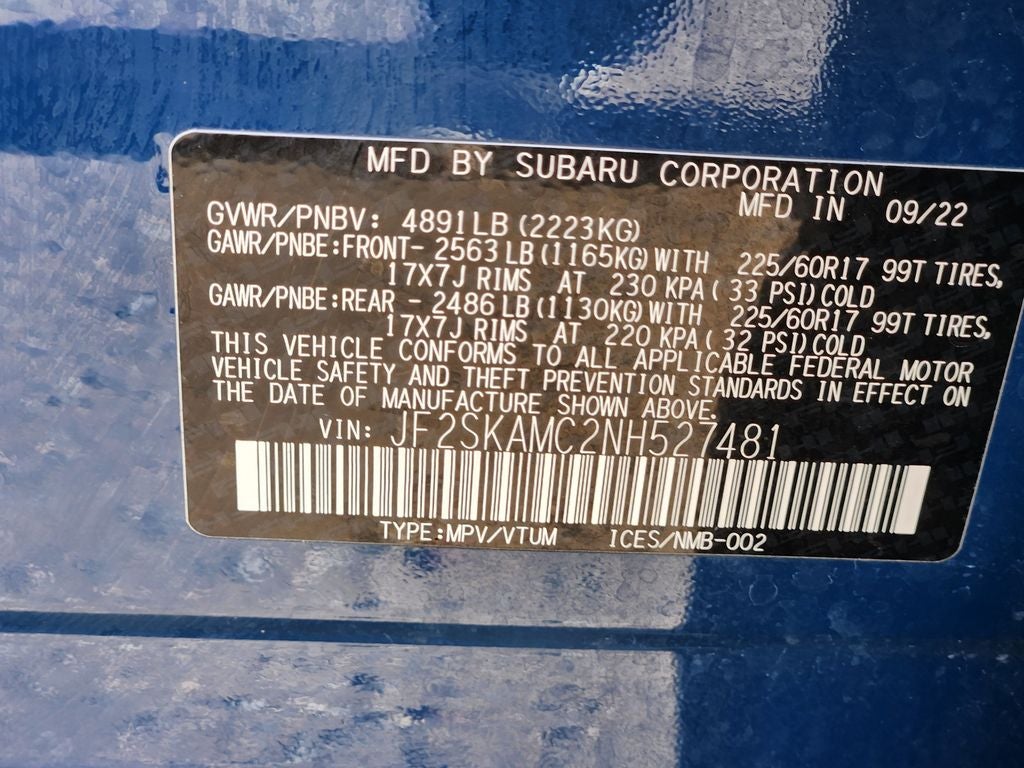 MFD BY SUBARU CORPORATION
MFD IN 09/22
GVWR/PNBV: 4891LB (2223KG)
GAWR/PNBE:FRONT- 2563 LB (1165KG) WITH 225/60R17 99T TIRES,
17X7J RIMS AT 230 KPA ( 33 PSI) COLD
GAWR/PNBE:REAR - 2486 LB (1130KG) WITH 225/60R17 99T TIRES,
17X7J RIMS AT 220 KPA ( 32 PSI) COLD
THIS VEHICLE CONFORMS TO ALL APPLICABLE FEDERAL MOTOR
VEHICLE SAFETY AND THEFT PREVENTION STANDARDS IN EFFECT ON
THE DATE OF MANUFACTURE SHOWN ABOVE.
VIN: JF2SKAMC2NH527481
TYPE:MPV/VTUM ICES/NMB-002